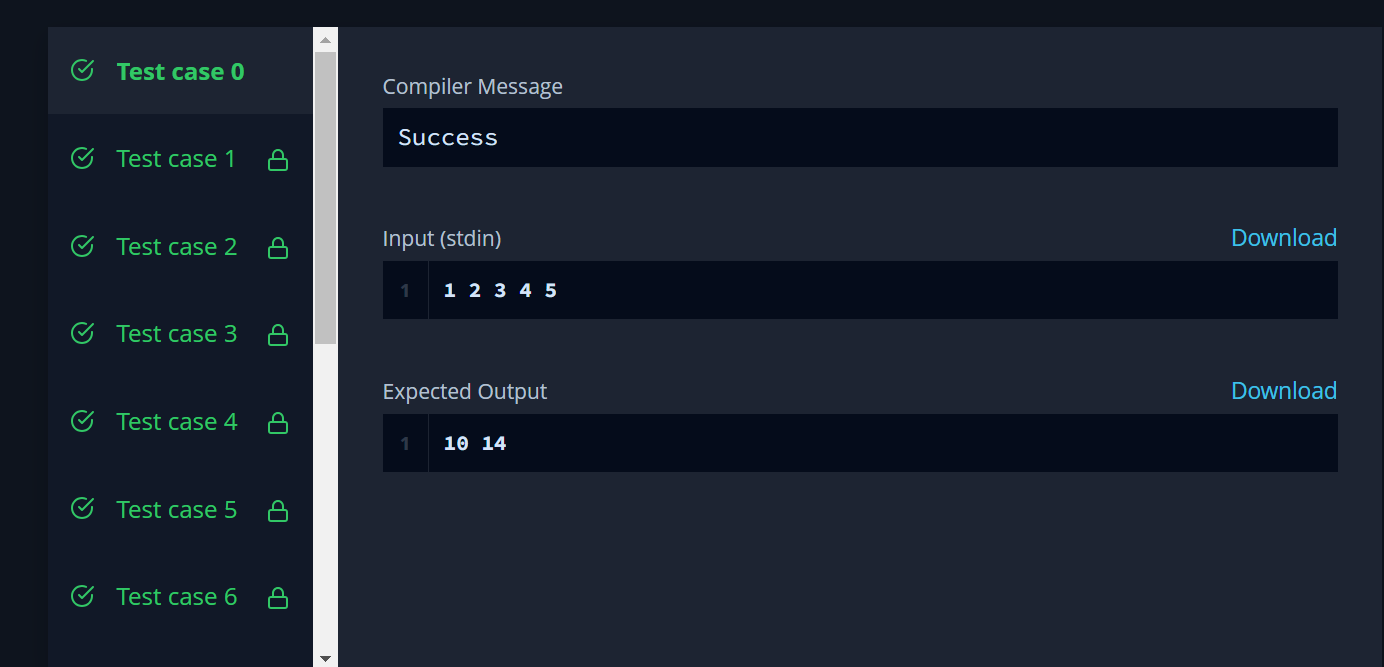 Test case 0
Test case 1
Test case 2
Test case 3
Test case 4
Test case 5
Test case 6
Compiler Message
Success
Input (stdin)
Download
1 1 2 3 4 5
Expected Output
Download
1 10 14